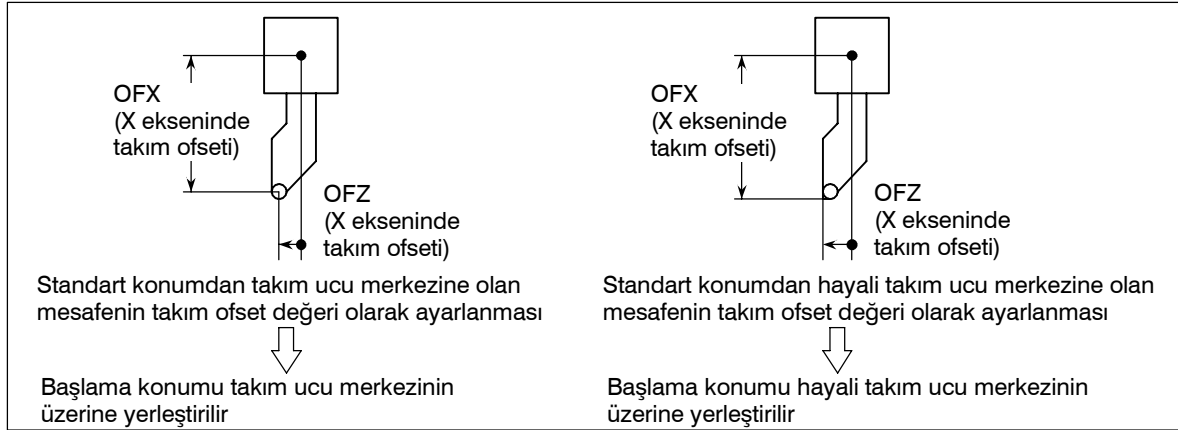 OFX
(X ekseninde
takım ofseti)
OFZ
(X ekseninde
takım ofseti)
Standart konumdan takım ucu merkezine olan
mesafenin takım ofset değeri olarak ayarlanması
Başlama konumu takım ucu merkezinin
üzerine yerleştirilir
OFX
(X ekseninde
takım ofseti)
OFZ
(X ekseninde
takım ofseti)
Standart konumdan hayali takım ucu merkezine olan
mesafenin takım ofset değeri olarak ayarlanması
Başlama konumu hayali takım ucu merkezinin
üzerine yerleştirilir